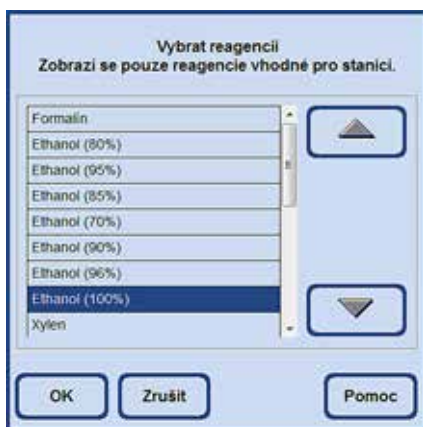 Vybrat reagencii
Zobrazí se pouze reagencie vhodné pro stanici.
Formalin
Ethanol (80%)
Ethanol (95%)
Ethanol (85%)
Ethanol (70%)
Ethanol (90%)
Ethanol (96%)
Ethanol (100%)
Xylen
OK
Zrušit
Pomoc